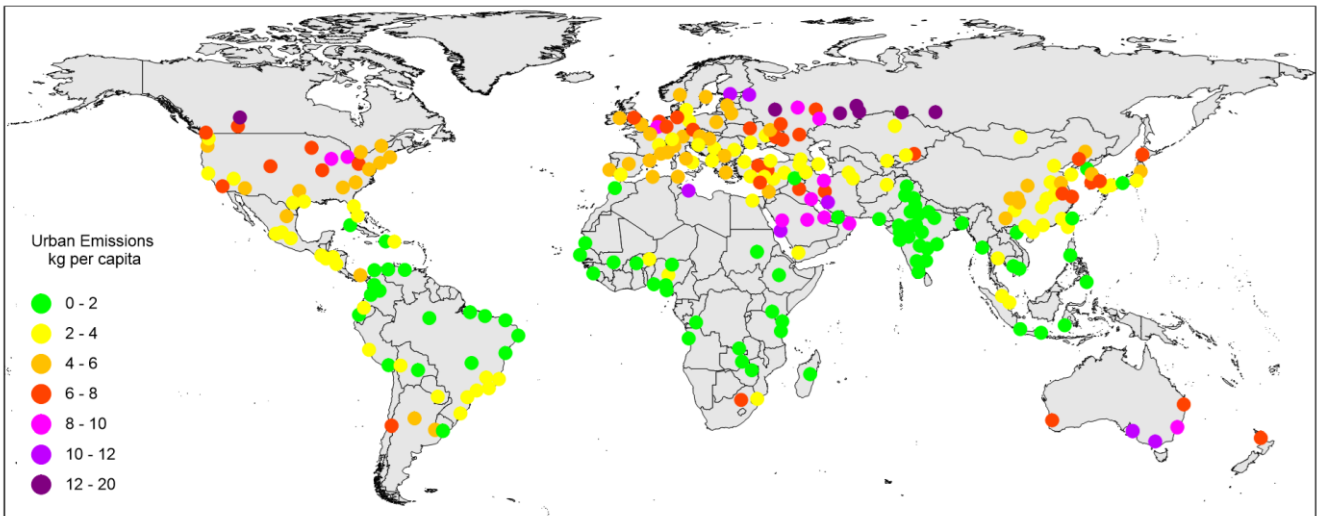 Urban Emissions
kg per capita
0 - 2
2 - 4
4 - 6
6 - 8
8 - 10
10 - 12
12 - 20